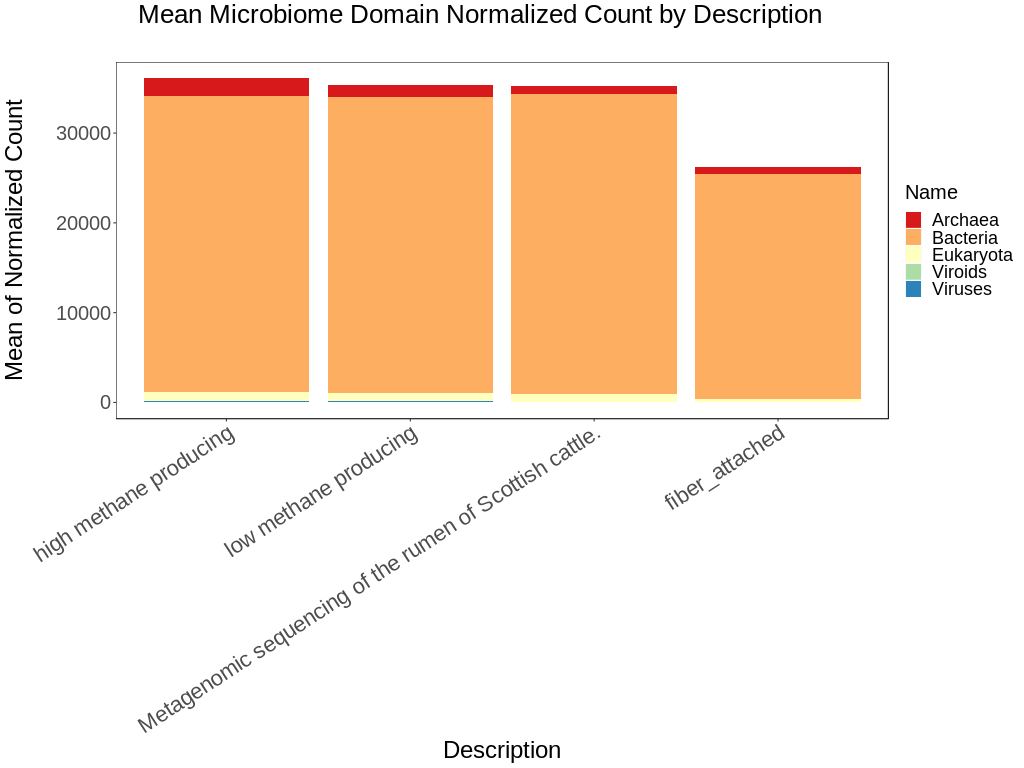 Mean Microbiome Domain Normalized Count by Description
Mean of Normalized Count
30000
20000
10000
0
high methane producing
low methane producing
Metagenomic sequencing of the rumen of Scottish cattle.
fiber_attached
Description
Name
Archaea
Bacteria
Eukaryota
Viroids
Viruses